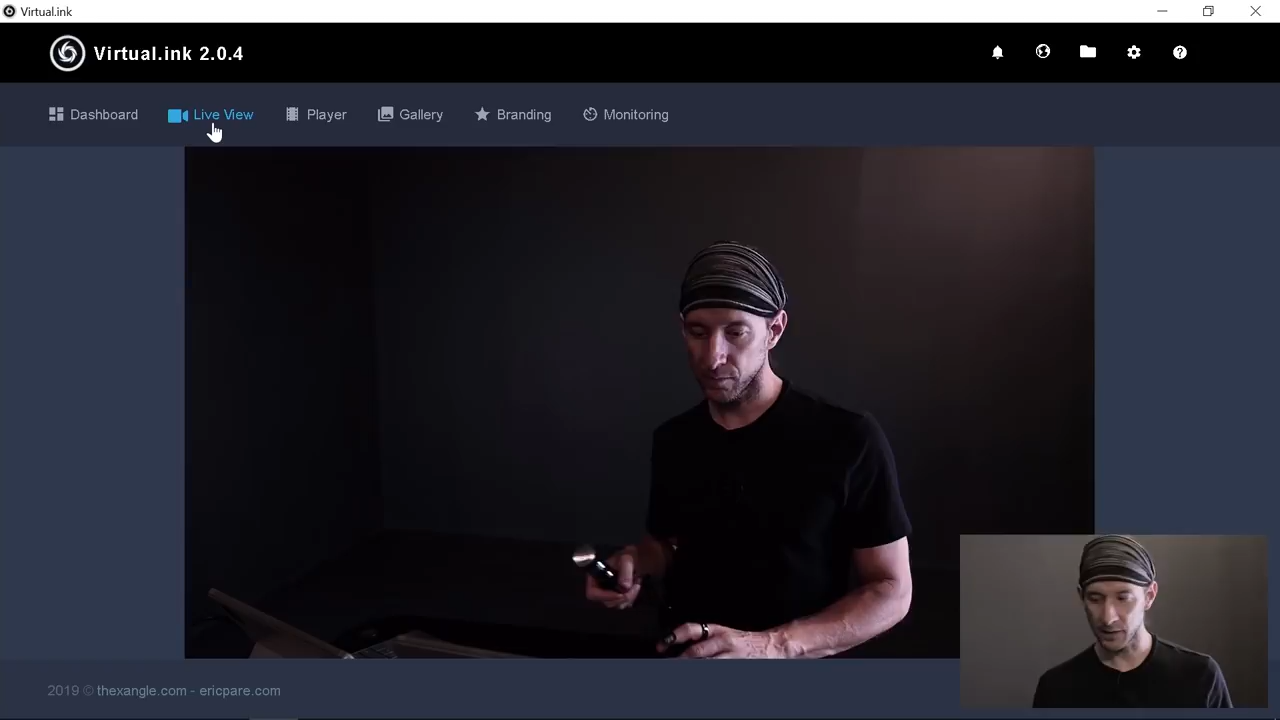 Virtual.ink
Virtual.ink 2.0.4
Dashboard
Live View
Player
Gallery
Branding
Monitoring
2019 © thexangle.com - ericpare.com